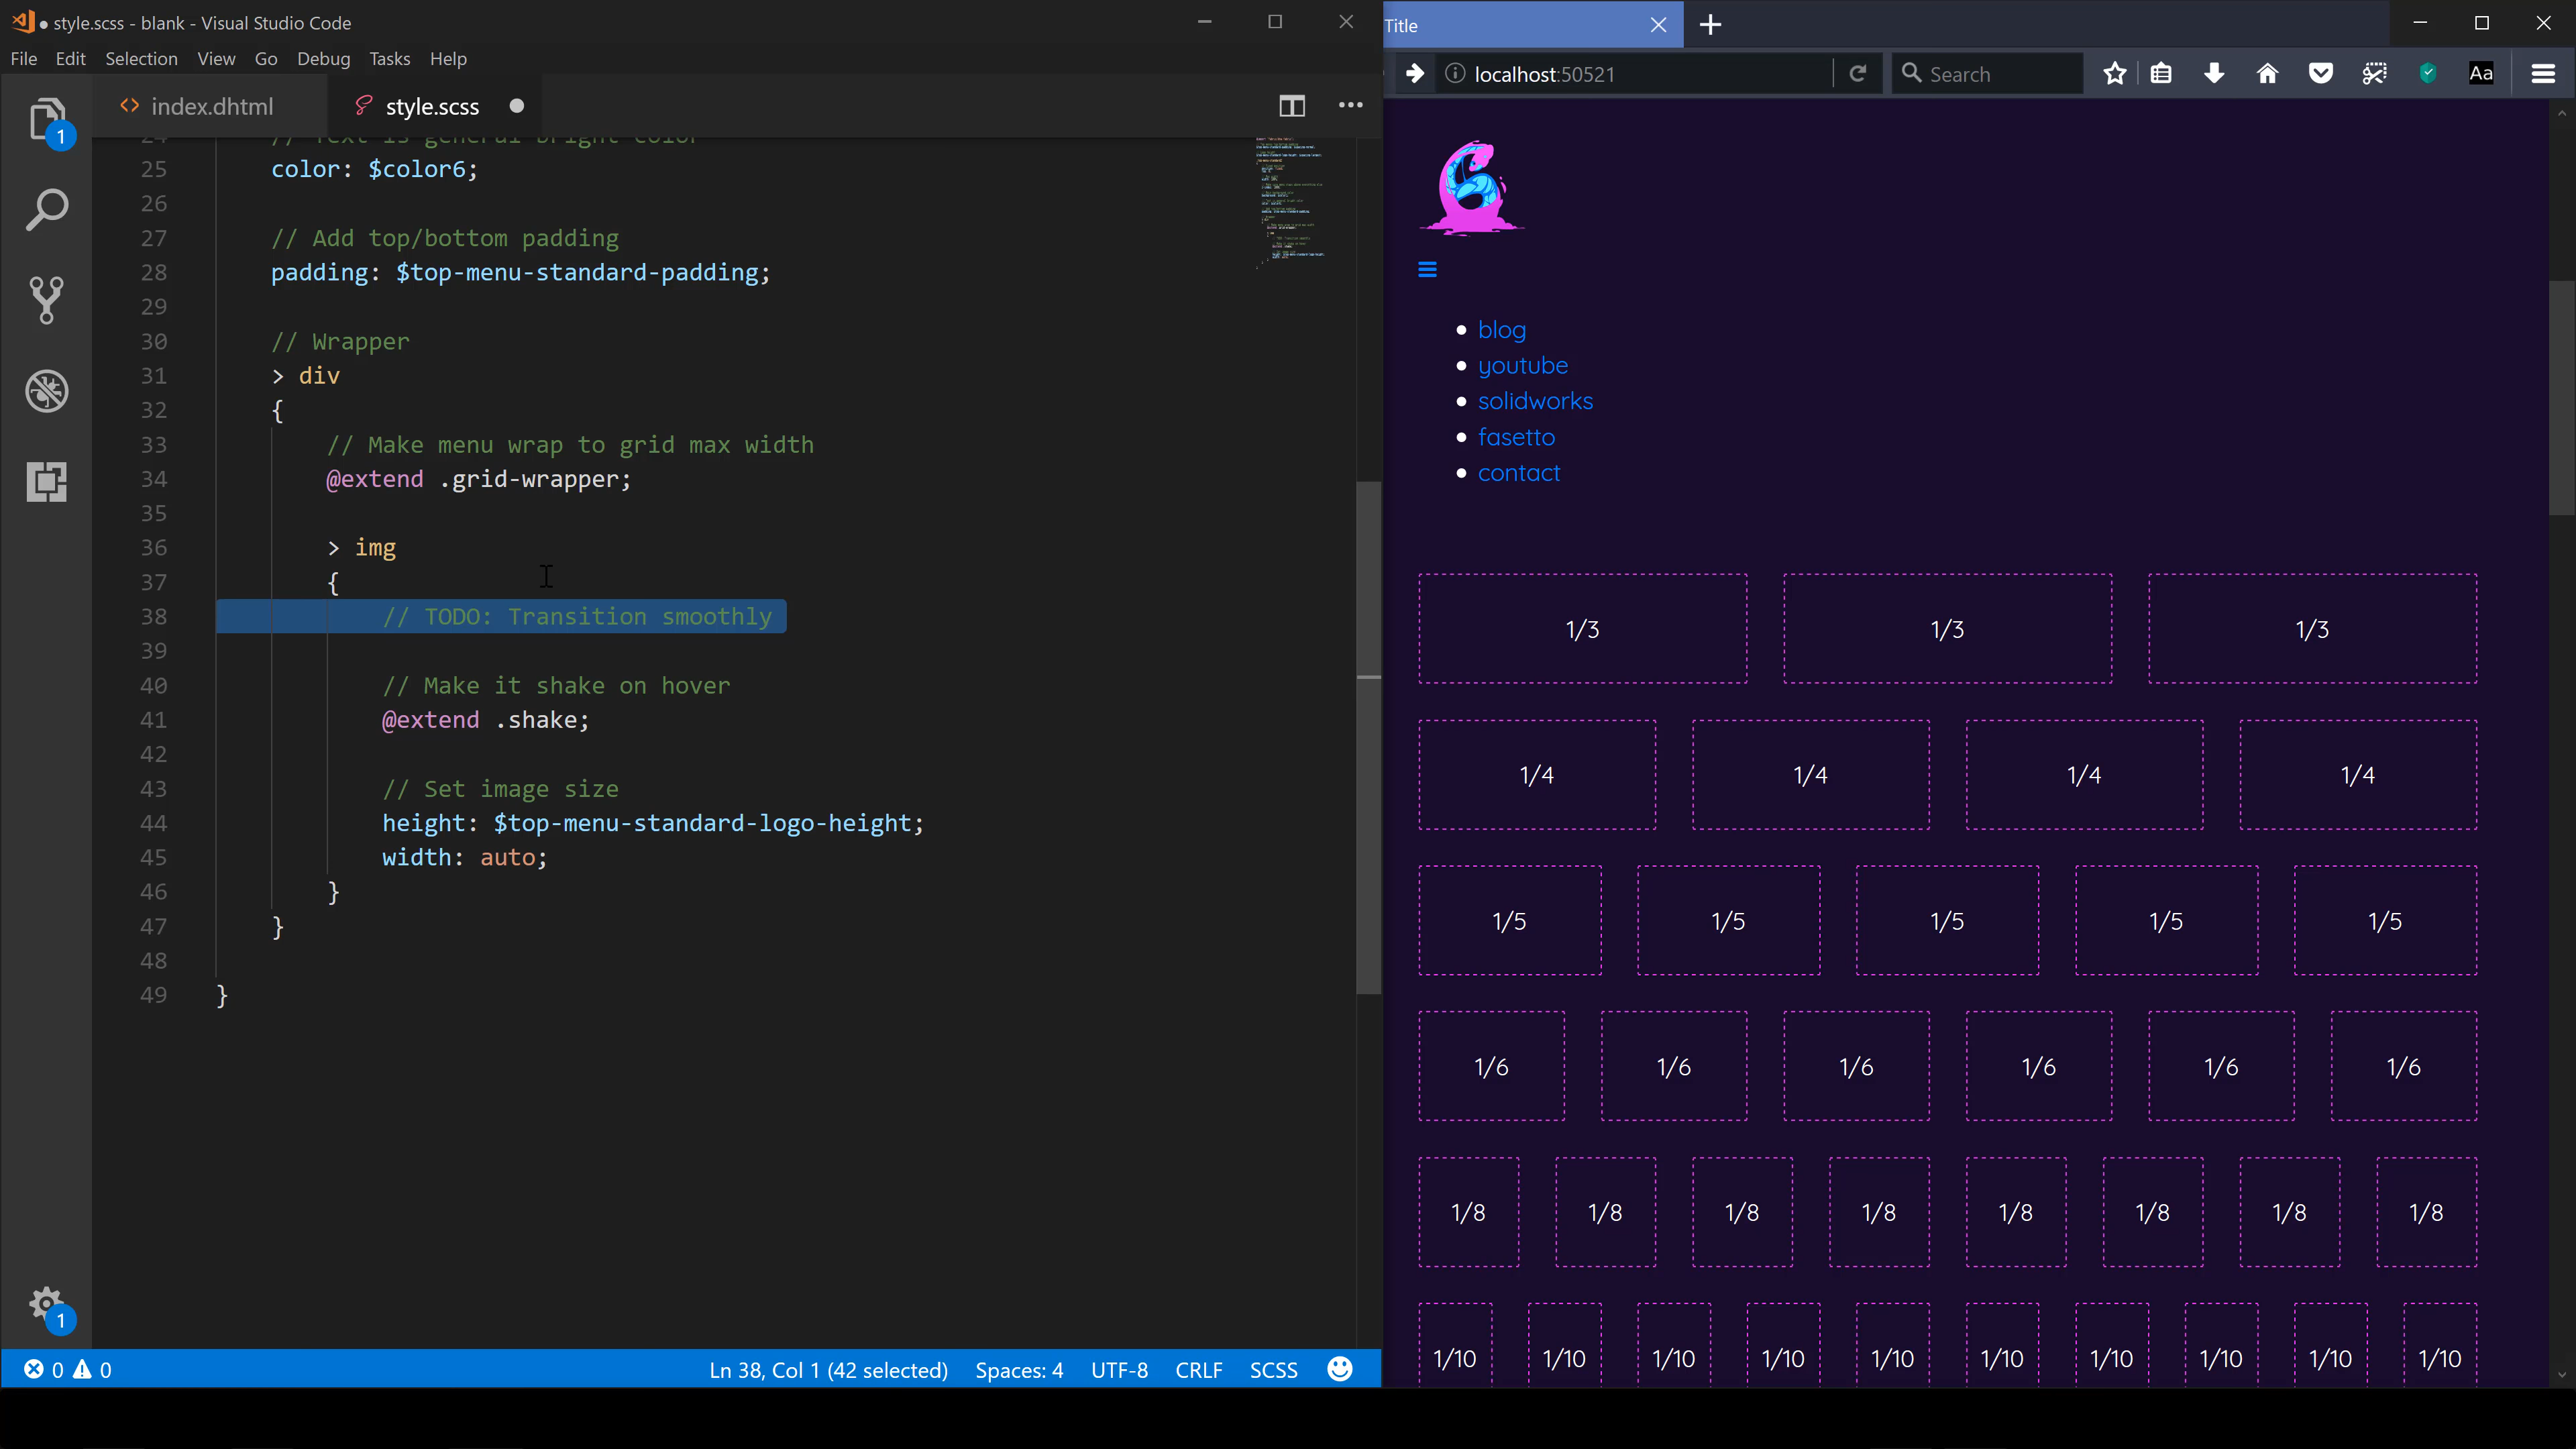 style.scss - blank - Visual Studio Code
File Edit Selection View Go Debug Tasks Help
index.dhtml style.scss
1
24 // Text is general bright color
25 color: $color6;
26
27 // Add top/bottom padding
28 padding: $top-menu-standard-padding;
29
30 // Wrapper
31 > div
32 {
33 // Make menu wrap to grid max width
34 @extend .grid-wrapper;
35
36 > img
37 {
38 // TODO: Transition smoothly
39
40 // Make it shake on hover
41 @extend .shake;
42
43 // Set image size
44 height: $top-menu-standard-logo-height;
45 width: auto;
46 }
47 }
48
49 }
1
0 0 Ln 38, Col 1 (42 selected) Spaces: 4 UTF-8 CRLF SCSS
Title
localhost:50521 Search Aa
blog
youtube
solidworks
fasetto
contact
1/3 1/3 1/3
1/4 1/4 1/4 1/4
1/5 1/5 1/5 1/5 1/5
1/6 1/6 1/6 1/6 1/6 1/6
1/8 1/8 1/8 1/8 1/8 1/8 1/8 1/8
1/10 1/10 1/10 1/10 1/10 1/10 1/10 1/10 1/10 1/10